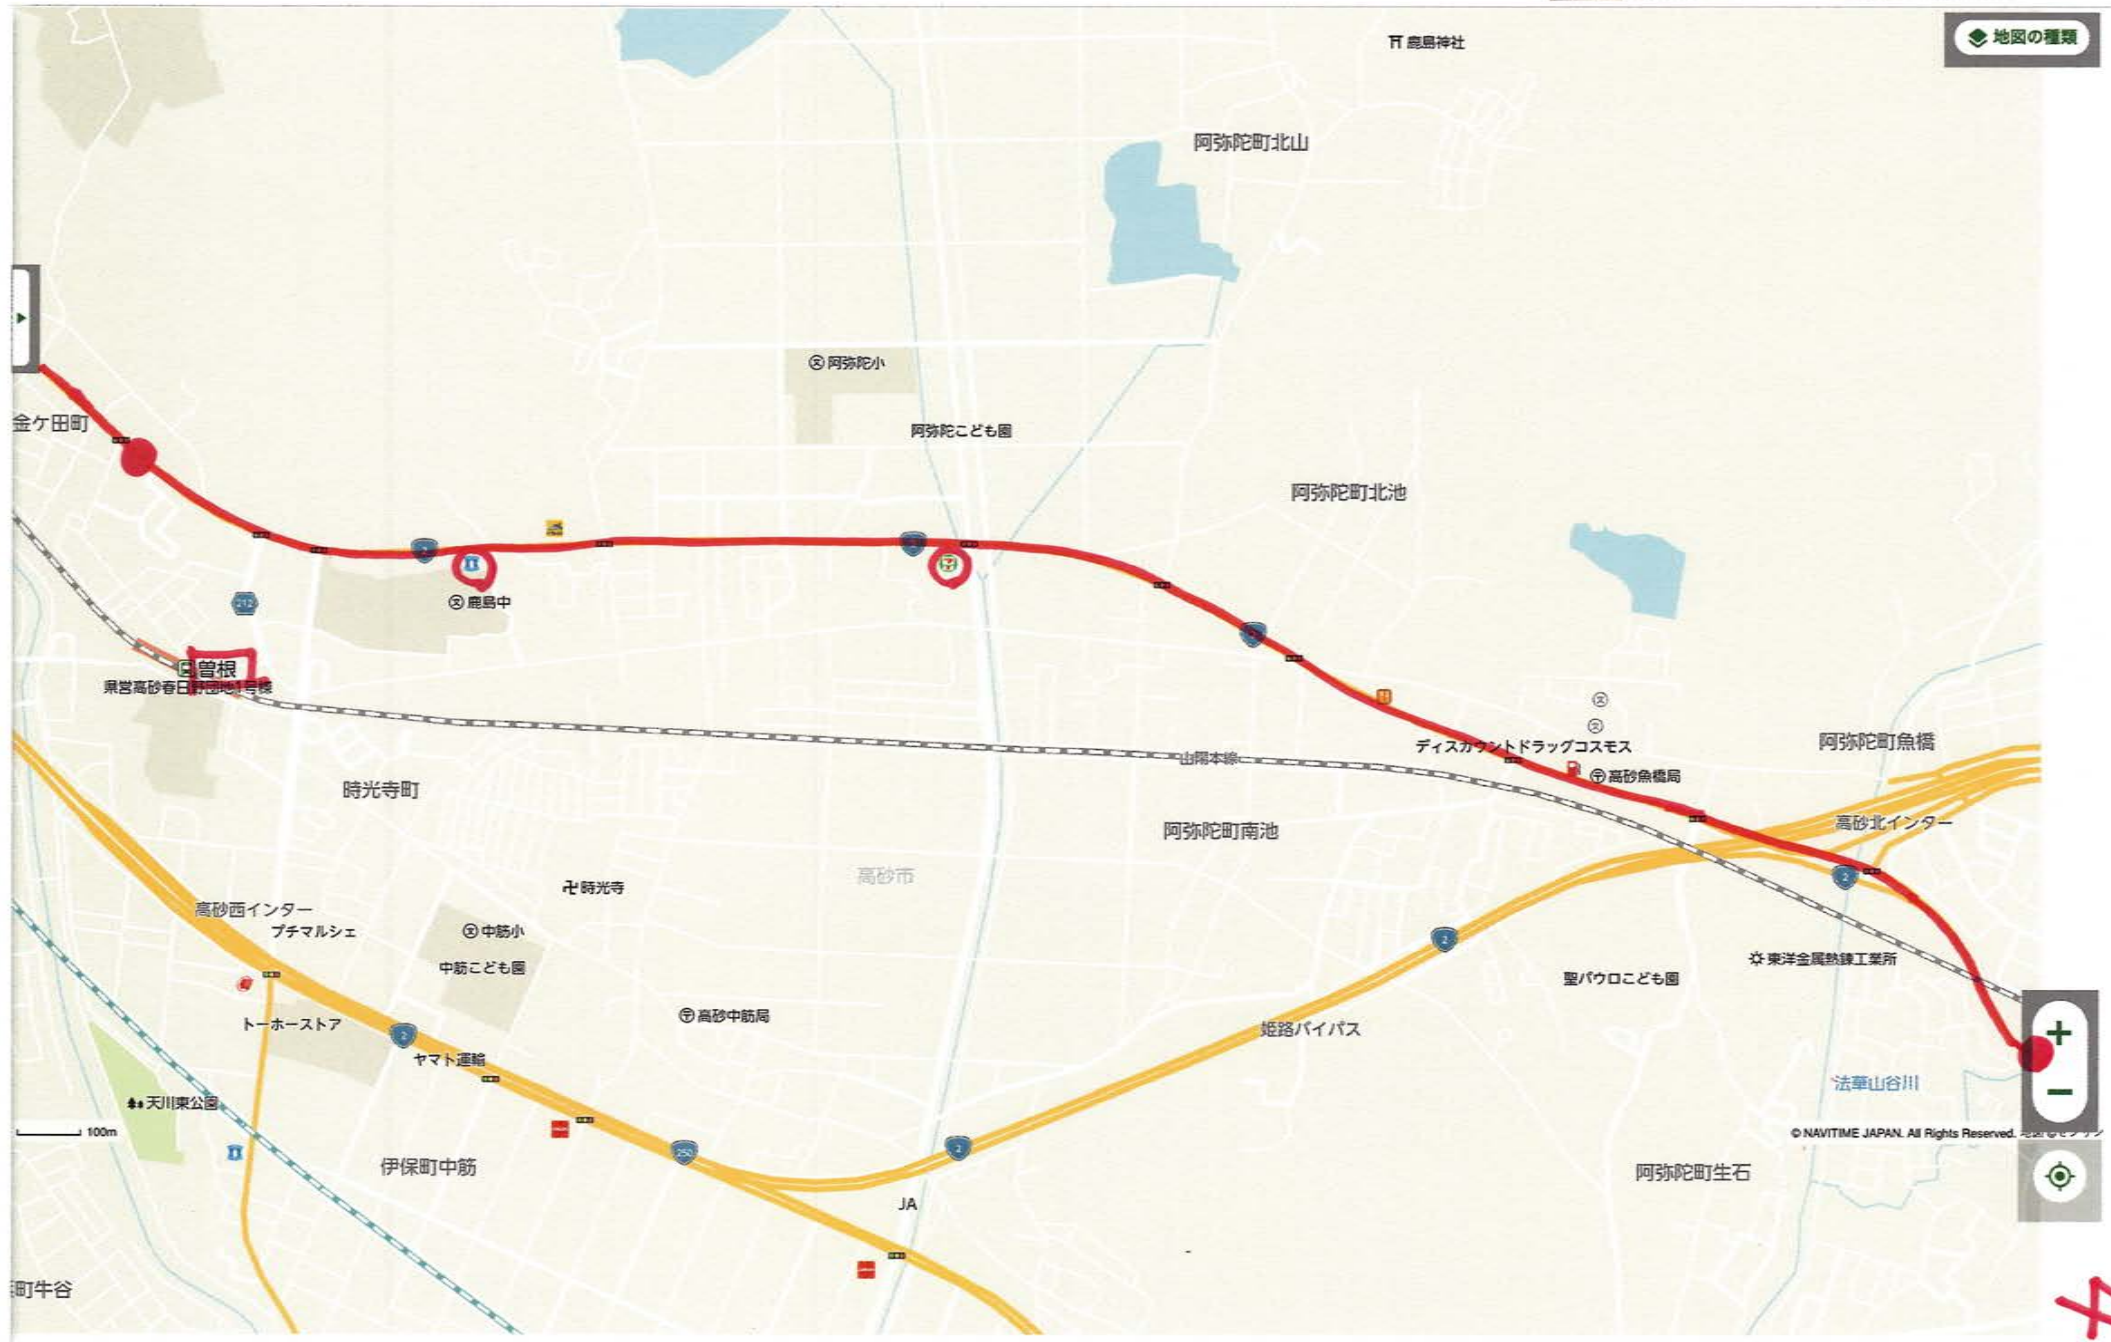 地図の種類
鹿島神社
阿弥陀町北山
阿弥陀小
金ケ田町
阿弥陀こども園
阿弥陀町北池
2
鹿島中
212
曽根
県営高砂春日野団地1号棟
ディスカウントドラッグコスモス
阿弥陀町魚橋
山陽本線
高砂魚橋局
時光寺町
阿弥陀町南池
高砂北インター
高砂市
2
時光寺
高砂西インター
プチマルシェ
中筋小
2
中筋こども園
東洋金属熱錬工業所
聖パウロこども園
高砂中筋局
トーホーストア
姫路バイパス
2
ヤマト運輸
法華山谷川
天川東公園
100m
© NAVITIME JAPAN. All Rights Reserved.
250
2
伊保町中筋
阿弥陀町生石
JA
町牛谷